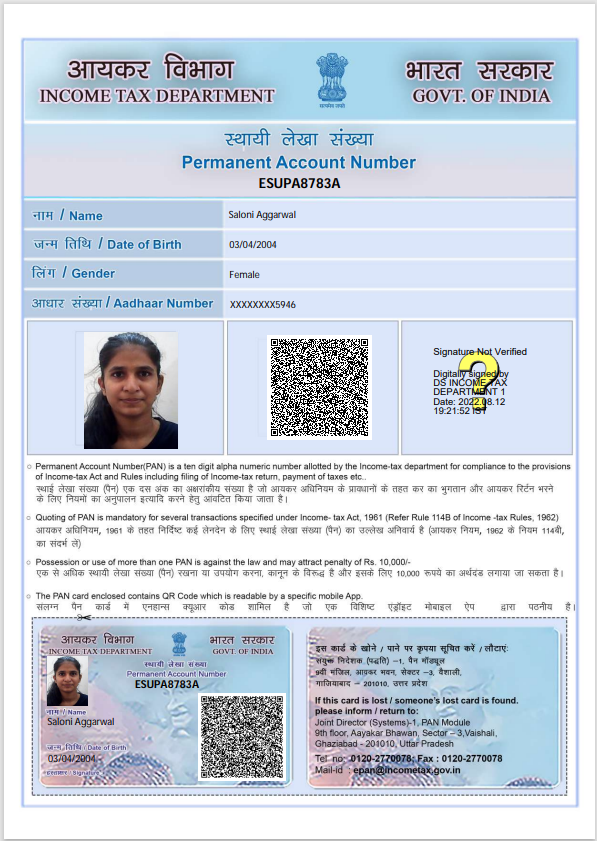 आयकर विभाग
INCOME TAX DEPARTMENT
भारत सरकार
GOVT. OF INDIA
स्थायी लेखा संख्या
Permanent Account Number
ESUPA8783A
नाम / Name
Saloni Aggarwal
जन्म तिथि / Date of Birth
03/04/2004
लिंग / Gender
Female
आधार संख्या / Aadhaar Number
XXXXXXXX5946
Signature Not Verified
Digitally signed by
DS INCOME TAX
DEPARTMENT 1
Date: 2022.08.12
19:21:52 IST
Permanent Account Number(PAN) is a ten digit alpha numeric number allotted by the Income-tax department for compliance to the provisions
of Income-tax Act and Rules including filing of Income-tax return, payment of taxes etc..
स्थाई लेखा संख्या (पैन) एक दस अंक का अक्षरांकीय संख्या है जो आयकर अधिनियम के प्रावधानों के तहत कर का भुगतान और आयकर रिर्टन भरने
के लिए नियमों का अनुपालन इत्यादि करने हेतु आवंटित किया जाता है।
Quoting of PAN is mandatory for several transactions specified under Income- tax Act, 1961 (Refer Rule 114B of Income -tax Rules, 1962)
आयकर अधिनियम, 1961 के तहत निर्दिष्ट कई लेनदेन के लिए स्थाई लेखा संख्या (पैन) का उल्लेख अनिवार्य है (आयकर नियम, 1962 के नियम 114बी,
का संदर्भ लें)
Possession or use of more than one PAN is against the law and may attract penalty of Rs. 10,000/-
एक से अधिक स्थायी लेखा संख्या (पैन) रखना या उपयोग करना, कानून के विरूद्ध है और इसके लिए 10,000 रूपये का अर्थदंड लगाया जा सकता है।
The PAN card enclosed contains QR Code which is readable by a specific mobile App.
संलग्न पैन कार्ड में एनहान्स क्यूआर कोड शामिल है जो एक विशिष्ट एंड्रॉइट मोबाइल ऐप द्वारा पठनीय है।
आयकर विभाग
INCOME TAX DEPARTMENT
भारत सरकार
GOVT. OF INDIA
स्थायी लेखा संख्या
Permanent Account Number
ESUPA8783A
नाम / Name
Saloni Aggarwal
जन्म तिथि / Date of Birth
03/04/2004
हस्ताक्षर / Signature
इस कार्ड के खोने / पाने पर कृपया सूचित करें / लौटाएं:
संयुक्त निदेशक (पद्धति) –1, पैन मॉड्यूल
9वीं मंजिल, आयकर भवन, सेक्टर –3, वैशाली,
गाजियाबाद – 201010, उत्तर प्रदेश
If this card is lost / someone's lost card is found.
please inform / return to:
Joint Director (Systems)-1, PAN Module
9th floor, Aayakar Bhawan, Sector – 3,Vaishali,
Ghaziabad - 201010, Uttar Pradesh
Tel no: 0120-2770078; Fax : 0120-2770078
Mail-id : epan@incometax.gov.in